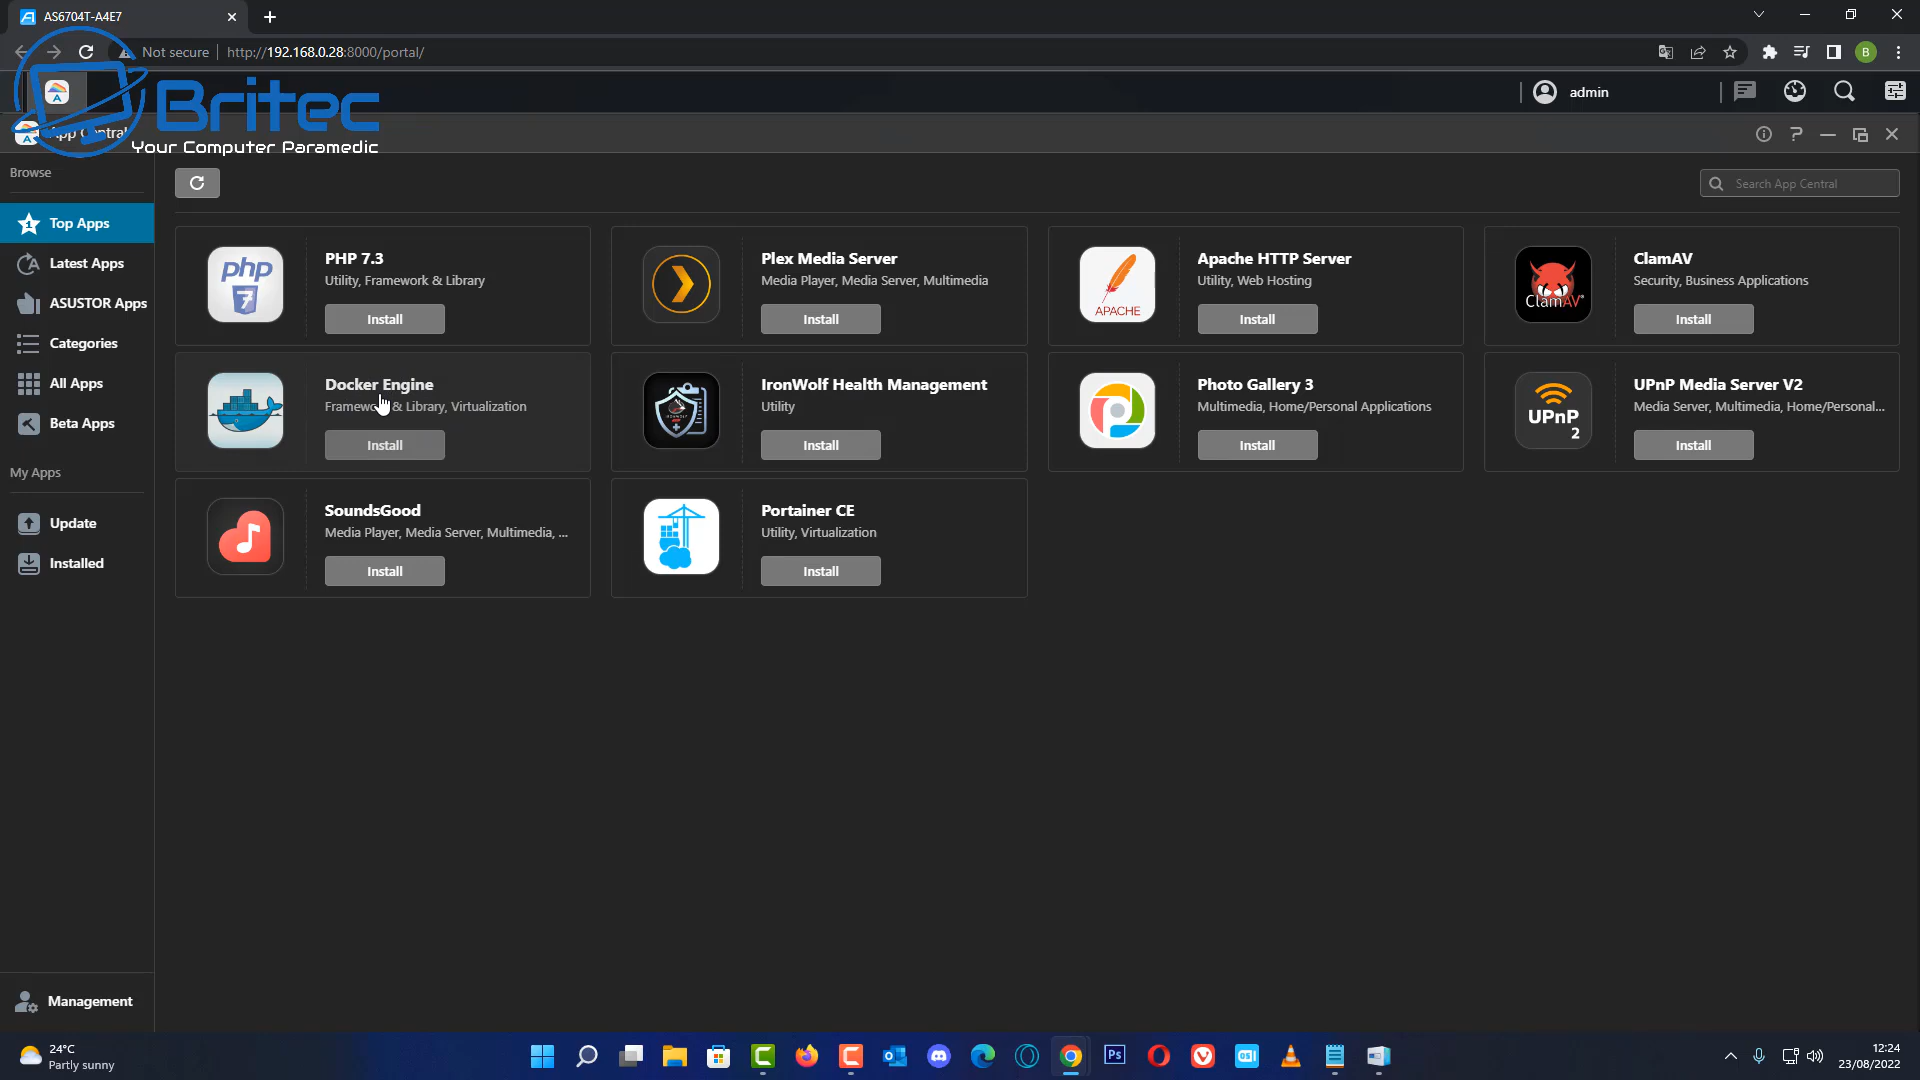 AS6704T-A4E7
Not secure
http://192.168.0.28:8000/portal/
B
Britec
Your Computer Paramedic
admin
App Central
Browse
Top Apps
Latest Apps
ASUSTOR Apps
Categories
All Apps
Beta Apps
My Apps
Update
Installed
Management
Search App Central
php
7
PHP 7.3
Utility, Framework & Library
Install
Plex Media Server
Media Player, Media Server, Multimedia
Install
APACHE
Apache HTTP Server
Utility, Web Hosting
Install
ClamAV
ClamAV
Security, Business Applications
Install
Docker Engine
Framework & Library, Virtualization
Install
IronWolf Health Management
Utility
Install
Photo Gallery 3
Multimedia, Home/Personal Applications
Install
UPnP
2
UPnP Media Server V2
Media Server, Multimedia, Home/Personal...
Install
SoundsGood
Media Player, Media Server, Multimedia, ...
Install
Portainer CE
Utility, Virtualization
Install
24°C
Partly sunny
Ps
12:24
23/08/2022